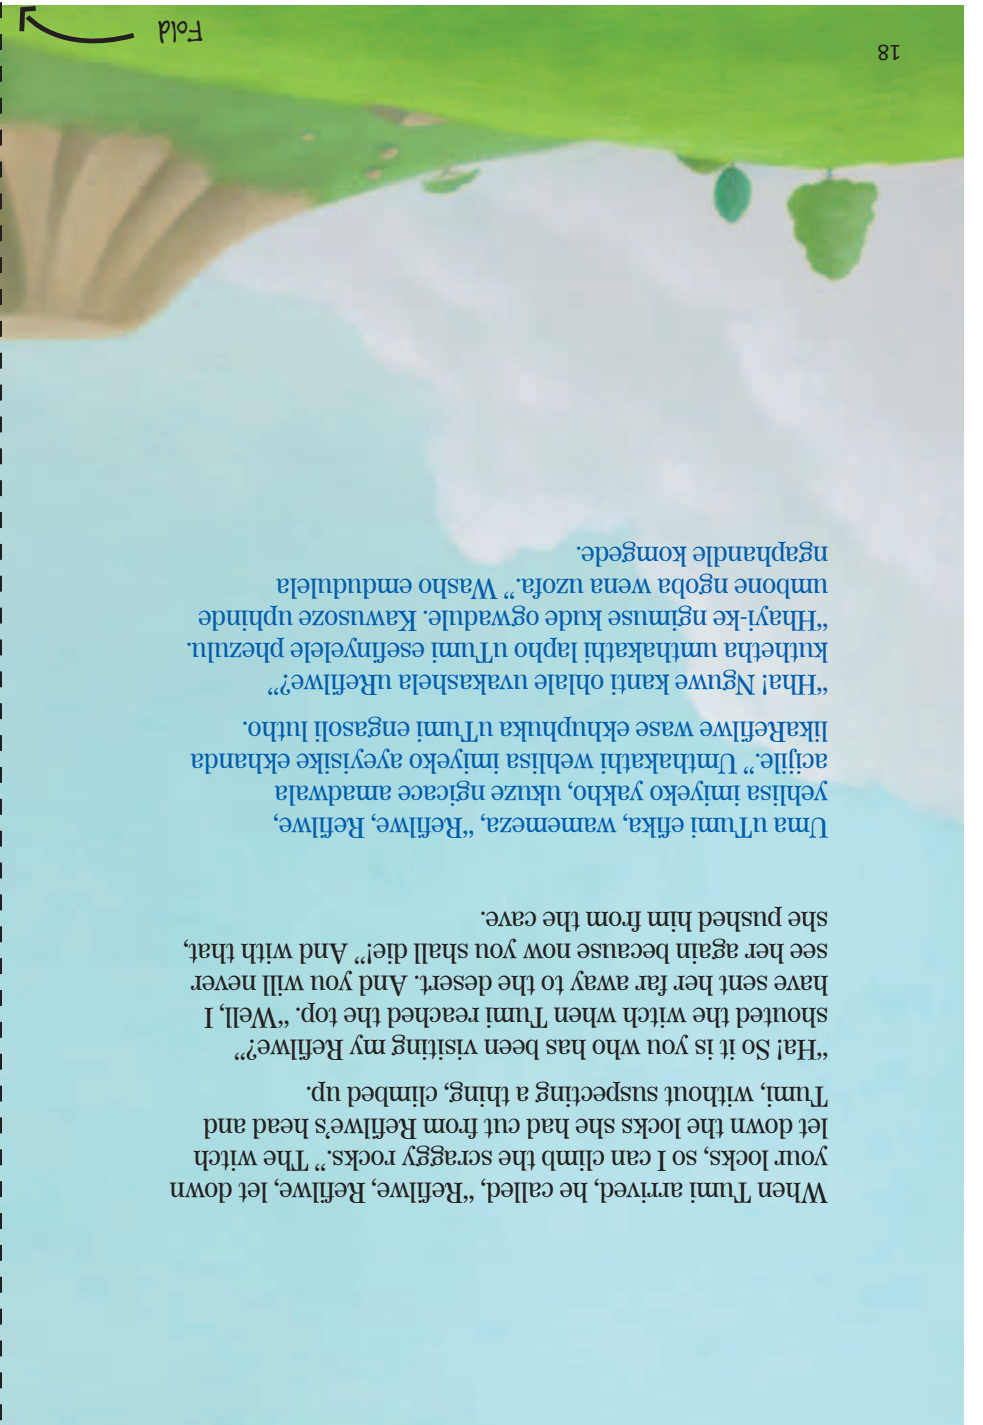 When Tumi arrived, he called, “Refilwe, Refilwe, let down
your locks, so I can climb the scraggy rocks.” The witch
let down the locks she had cut from Refilwe’s head and
Tumi, without suspecting a thing, climbed up.
“Ha! So it is you who has been visiting my Refilwe?”
shouted the witch when Tumi reached the top. “Well, I
have sent her far away to the desert. And you will never
see her again because now you shall die!” And with that,
she pushed him from the cave.
Uma uTumi efika, wamemeza, “Refilwe, Refilwe,
yehlisa imiyeko yakho, ukuze ngicace amadwala
acijile.” Umthakathi wehlisa imiyeko ayeyisike ekhanda
likaRefilwe wase ekhuphuka uTumi engasoli lutho.
“Hha! Nguwe kanti ohlale uvakashela uRefilwe?”
kuthetha umthakathi lapho uTumi esefinyelele phezulu.
“Hhayi-ke ngimuse kude ogwadule. Kawusoze uphinde
umbone ngoba wena uzofa.” Washo emdudulela
ngaphandle komgede.
18
Fold